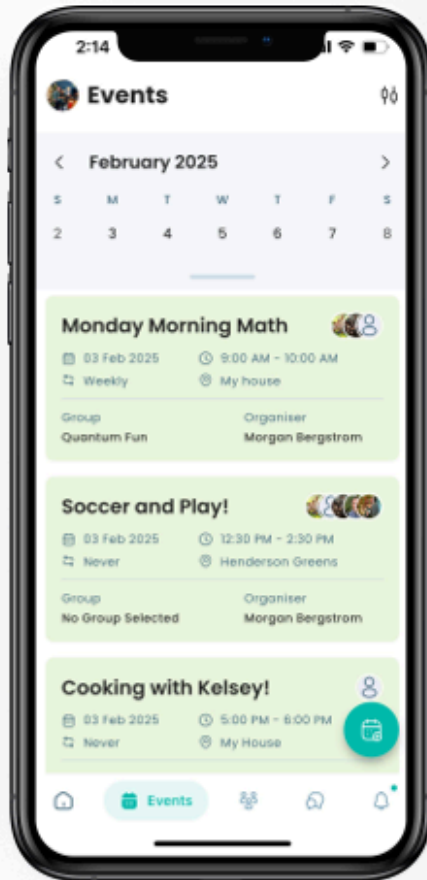 2:14
Events
February 2025
S M T W T F S
2 3 4 5 6 7 8
Monday Morning Math
03 Feb 2025 9:00 AM - 10:00 AM
Weekly My house
Group Organiser
Quantum Fun Morgan Bergstrom
Soccer and Play!
03 Feb 2025 12:30 PM - 2:30 PM
Never Henderson Greens
Group Organiser
No Group Selected Morgan Bergstrom
Cooking with Kelsey!
03 Feb 2025 5:00 PM - 6:00 PM
Never My House
Events